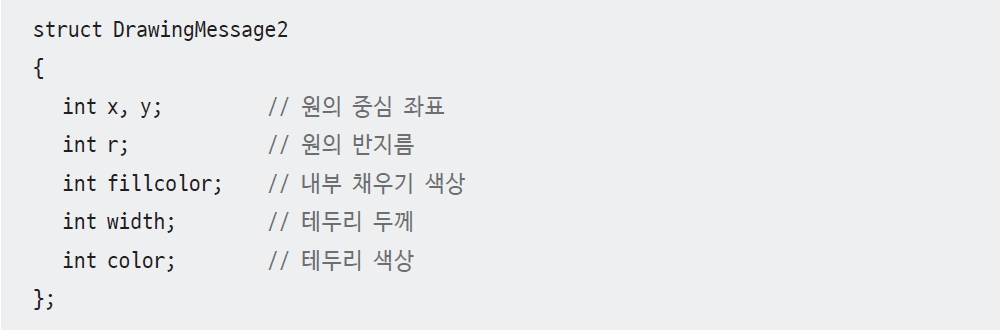 struct DrawingMessage2
{
int x, y; // 원의 중심 좌표
int r; // 원의 반지름
int fillcolor; // 내부 채우기 색상
int width; // 테두리 두께
int color; // 테두리 색상
};